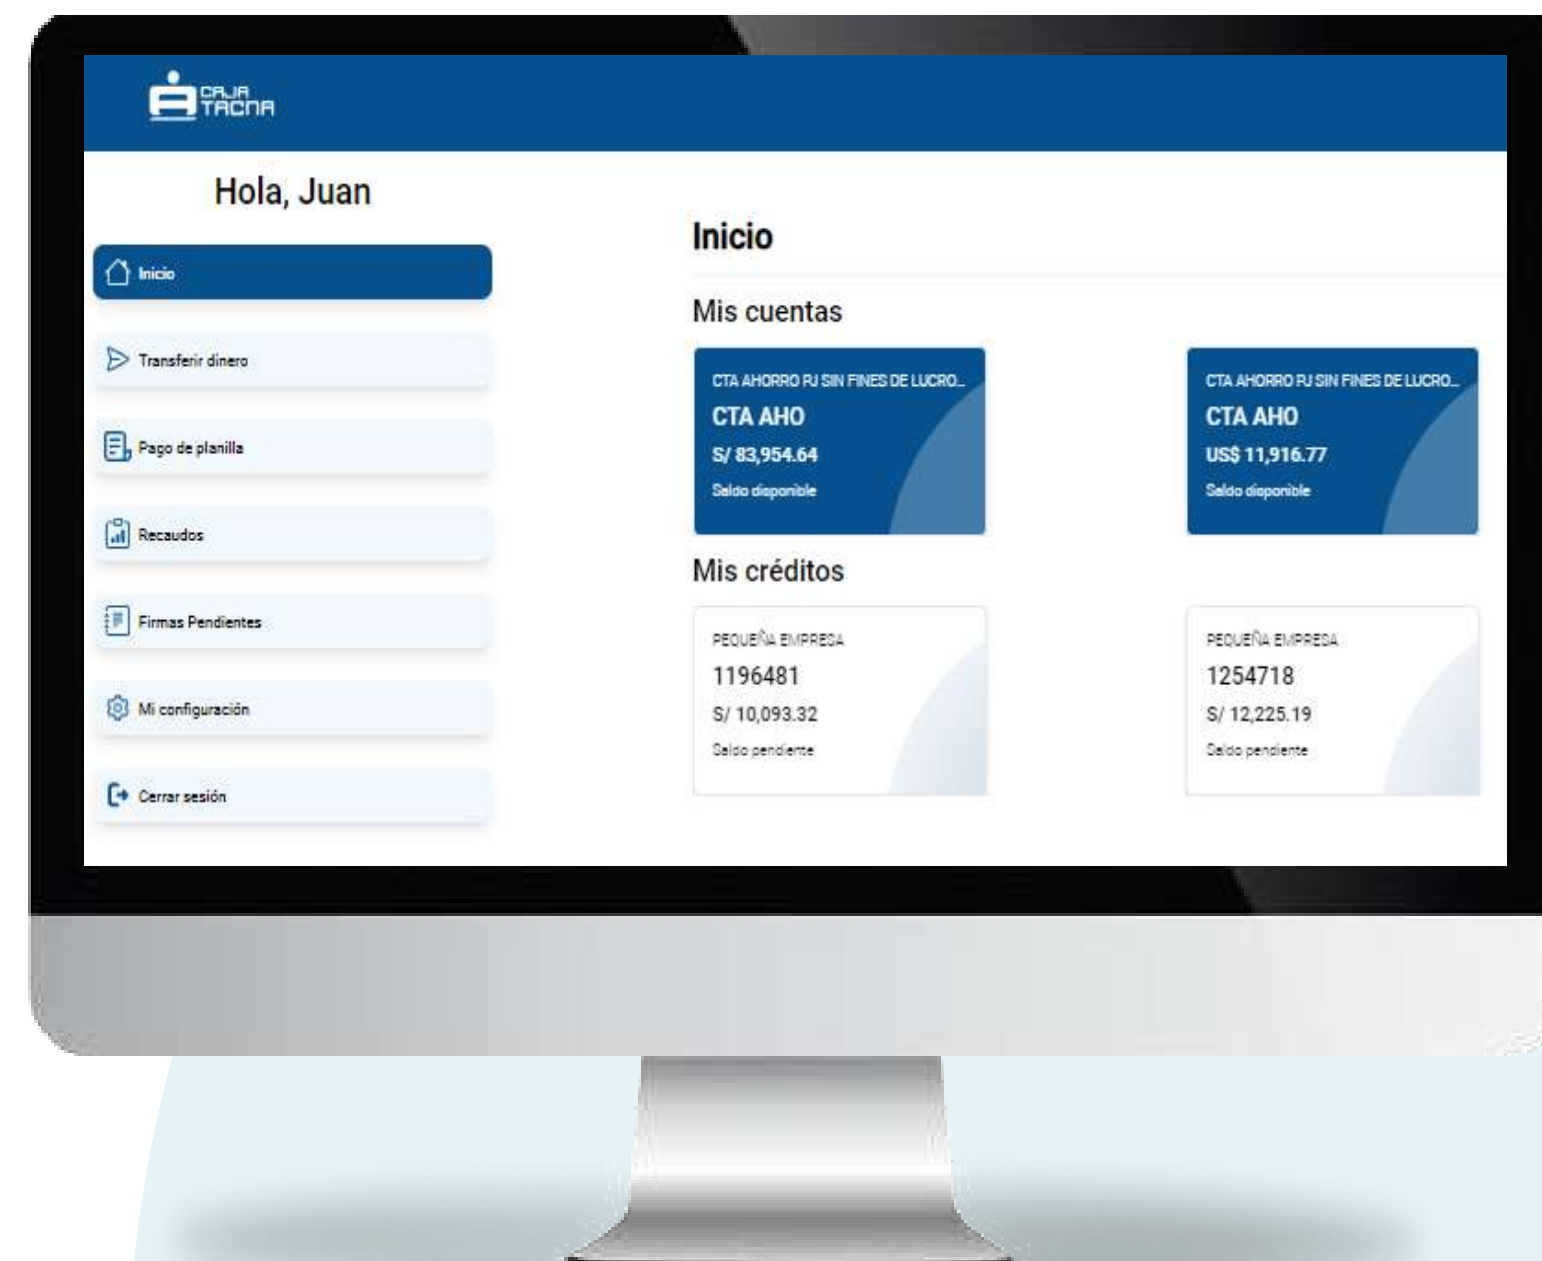 CAJA
TACNA
Hola, Juan
Inicio
Transferir dinero
Pago de planilla
Recaudos
Firmas Pendientes
Mi configuración
Cerrar sesión
Inicio
Mis cuentas
CTA AHORRO PJ SIN FINES DE LUCRO...
CTA AHO
S/ 83,954.64
Saldo disponible
CTA AHORRO PJ SIN FINES DE LUCRO...
CTA AHO
US$ 11,916.77
Saldo disponible
Mis créditos
PEQUEÑA EMPRESA
1196481
S/ 10,093.32
Saldo pendiente
PEQUEÑA EMPRESA
1254718
S/ 12,225.19
Saldo pendiente